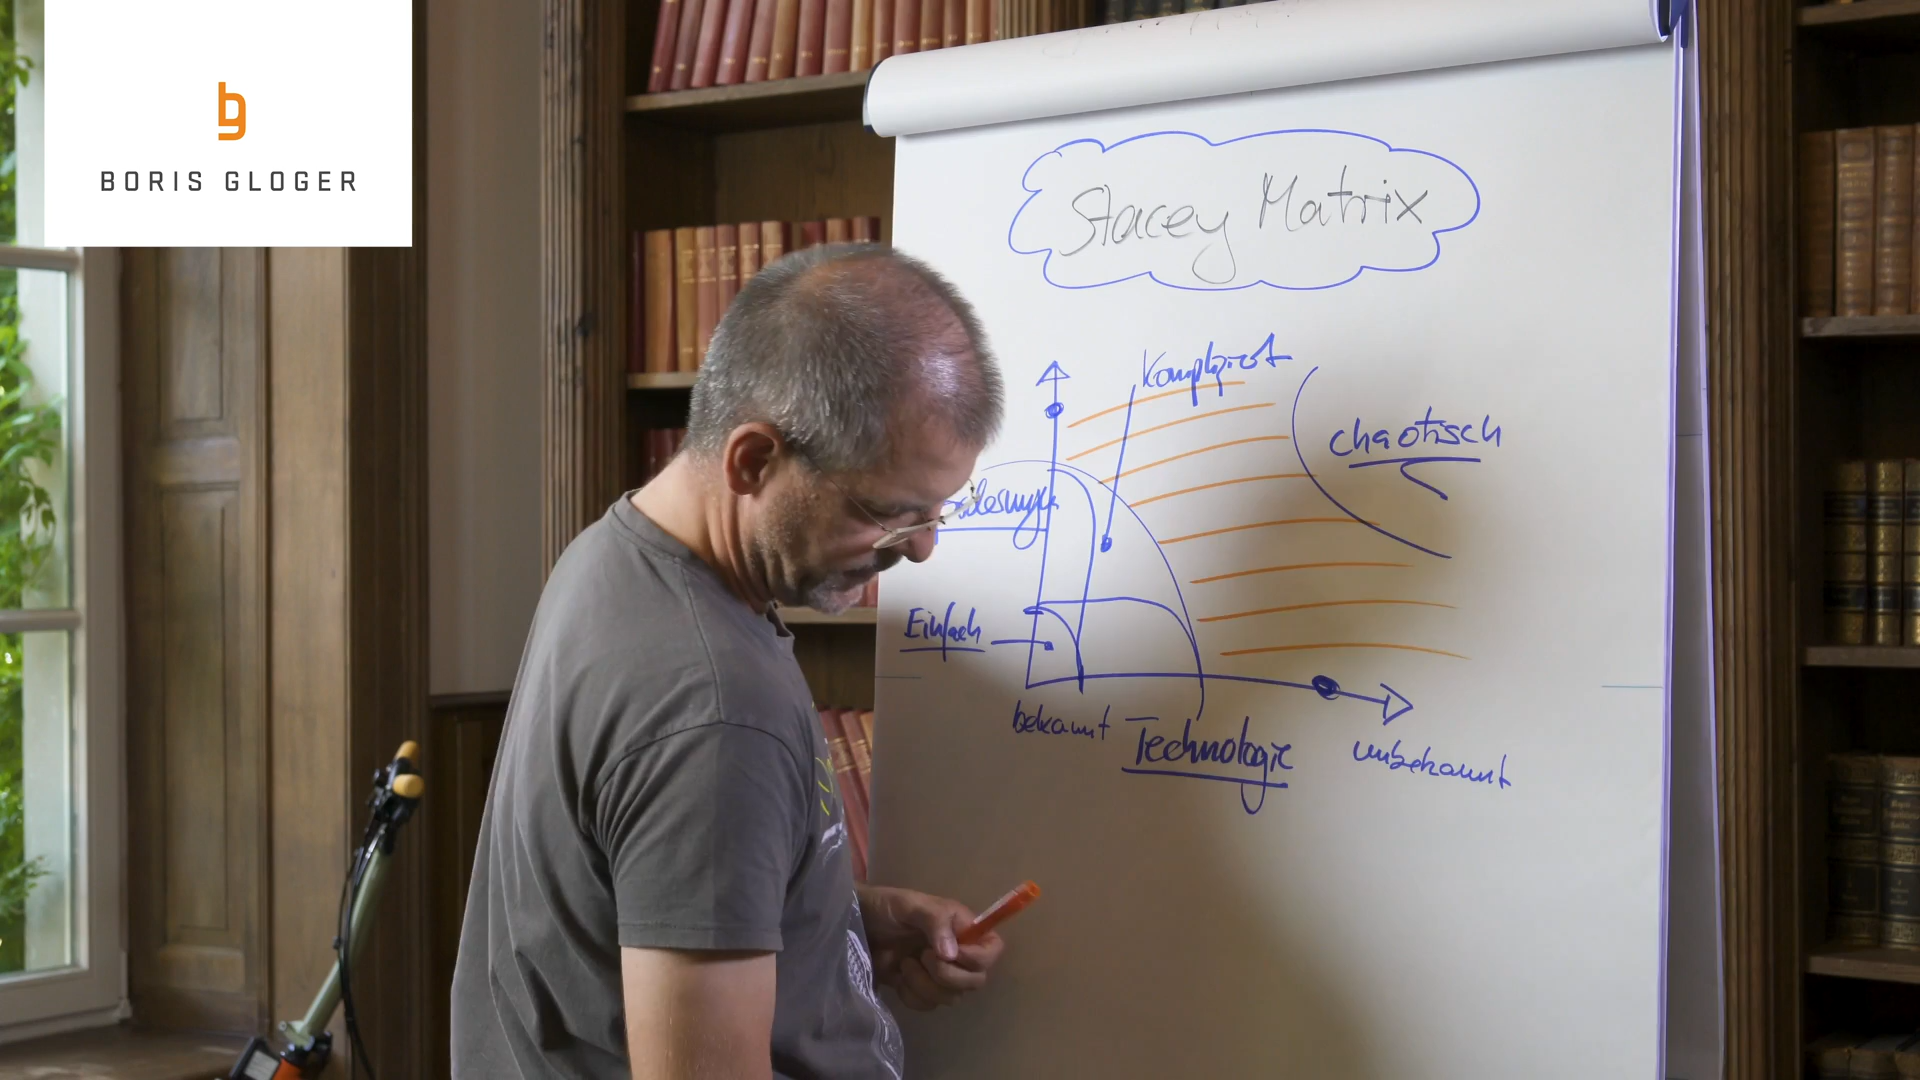 BORIS GLOGER
Stacey Matrix
Kompliziert
chaotisch
Einfach
bekannt
Technologie
unbekannt